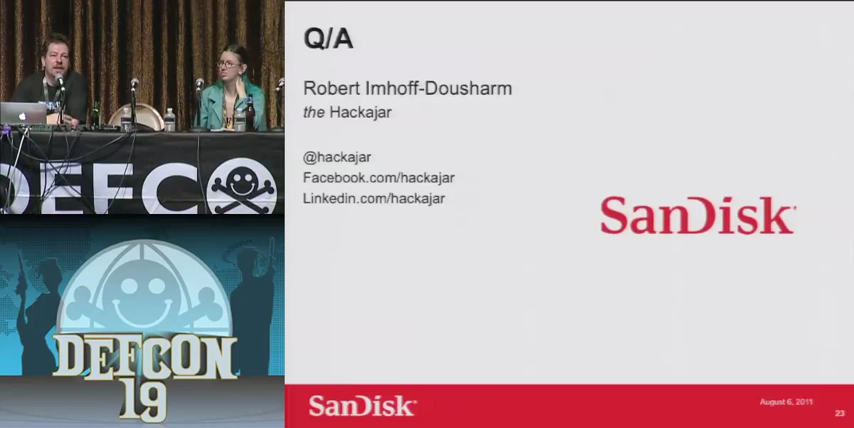 Q/A
Robert Imhoff-Dousharm
the Hackajar
@hackajar
Facebook.com/hackajar
Linkedin.com/hackajar
SanDisk
SanDisk
August 6, 2011
23
DEFCO
DEFCON
19